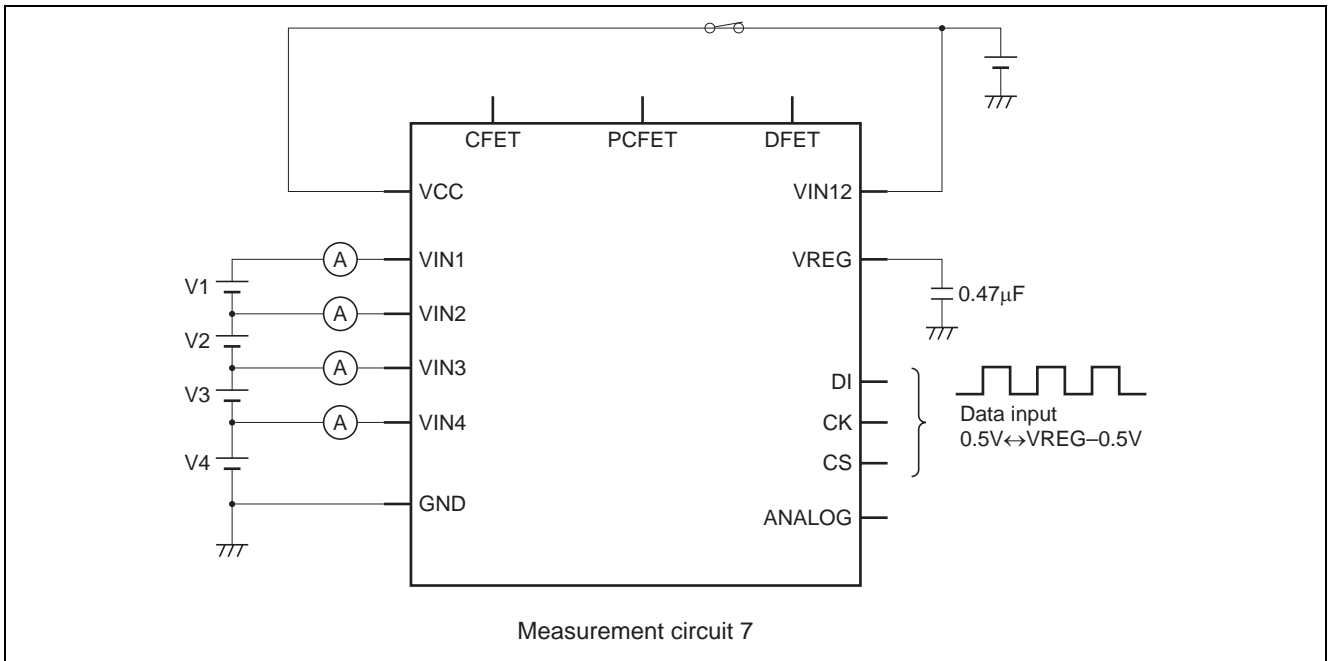 CFET
PCFET
DFET
VCC
VIN12
VIN1
VREG
A
V1
0.47µF
VIN2
A
V2
VIN3
A
DI
V3
Data input
CK
VIN4
A
0.5V↔VREG–0.5V
V4
CS
GND
ANALOG
Measurement circuit 7